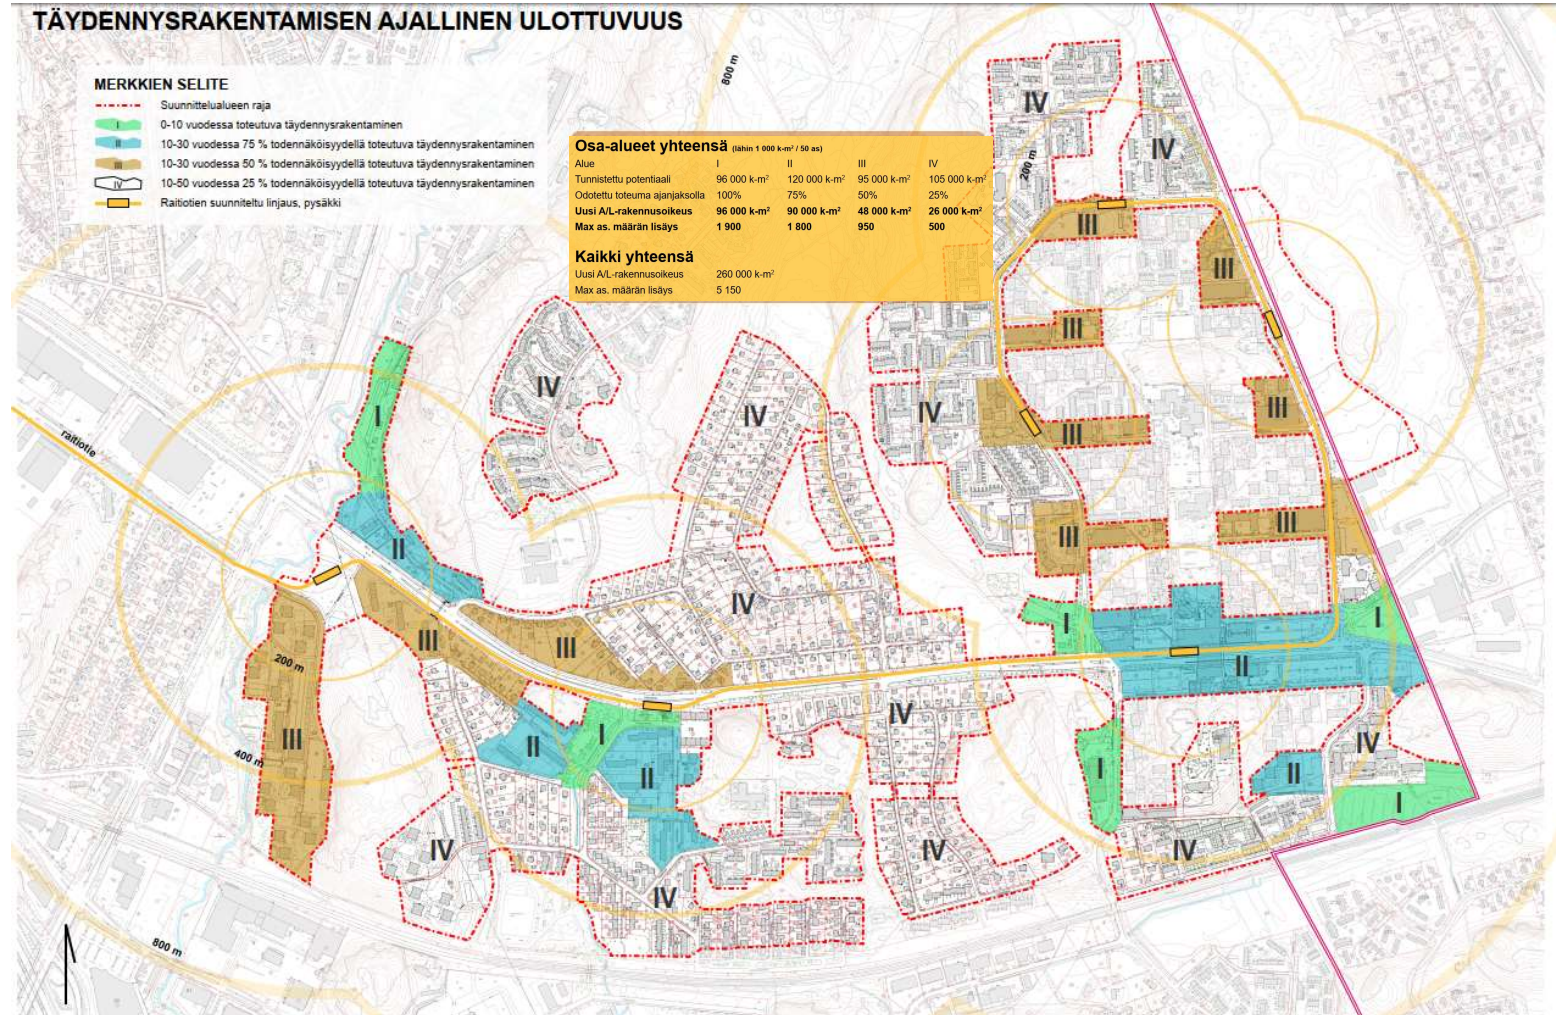 TÄYDENNYSRAKENTAMISEN AJALLINEN ULOTTUVUUS
MERKKIEN SELITE
Suunnittelualueen raja
I 0-10 vuodessa toteutuva täydennysrakentaminen
II 10-30 vuodessa 75 % todennäköisyydellä toteutuva täydennysrakentaminen
III 10-30 vuodessa 50 % todennäköisyydellä toteutuva täydennysrakentaminen
IV 10-50 vuodessa 25 % todennäköisyydellä toteutuva täydennysrakentaminen
Raitiotien suunniteltu linjaus, pysäkki
Osa-alueet yhteensä (lähin 1 000 k-m² / 50 as)
Alue I II III IV
Tunnistettu potentiaali 96 000 k-m² 120 000 k-m² 95 000 k-m² 105 000 k-m²
Odotettu toteuma ajanjaksolla 100% 75% 50% 25%
Uusi A/L-rakennusoikeus 96 000 k-m² 90 000 k-m² 48 000 k-m² 26 000 k-m²
Max as. määrän lisäys 1 900 1 800 950 500
Kaikki yhteensä
Uusi A/L-rakennusoikeus 260 000 k-m²
Max as. määrän lisäys 5 150
800 m
IV
IV
200 m
III
III
III
IV
IV
IV
III
I
III
raitiotie
III
III
II
IV
I
I
III
III
II
200 m
IV
I
II
III
IV
400 m
II
I
II
I
II
IV
IV
IV
IV
IV
800 m